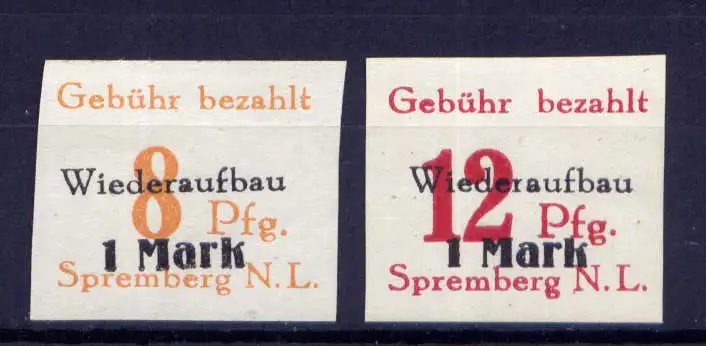 Gebühr bezahlt
Wiederaufbau
8 Pfg.
1 Mark
Spremberg N.L.
Gebühr bezahlt
Wiederaufbau
12 Pfg.
1 Mark
Spremberg N.L.